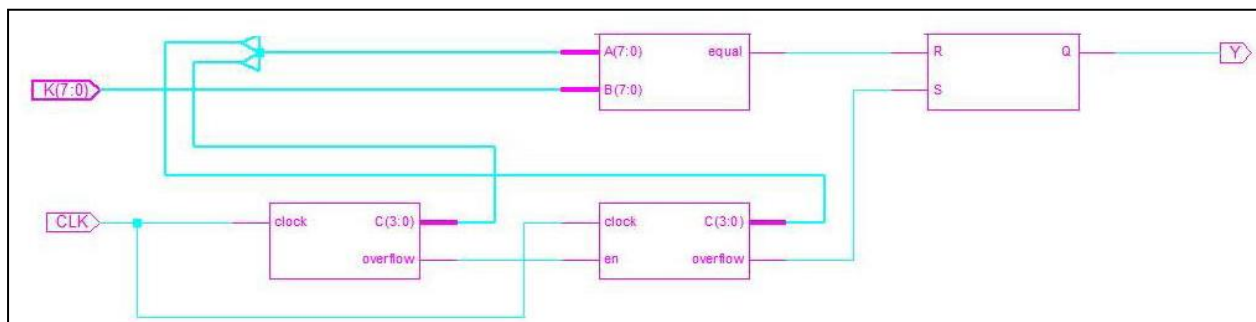 A(7:0) equal R Q Y
K(7:0) B(7:0) S
CLK clock C(3:0) clock C(3:0)
overflow en overflow